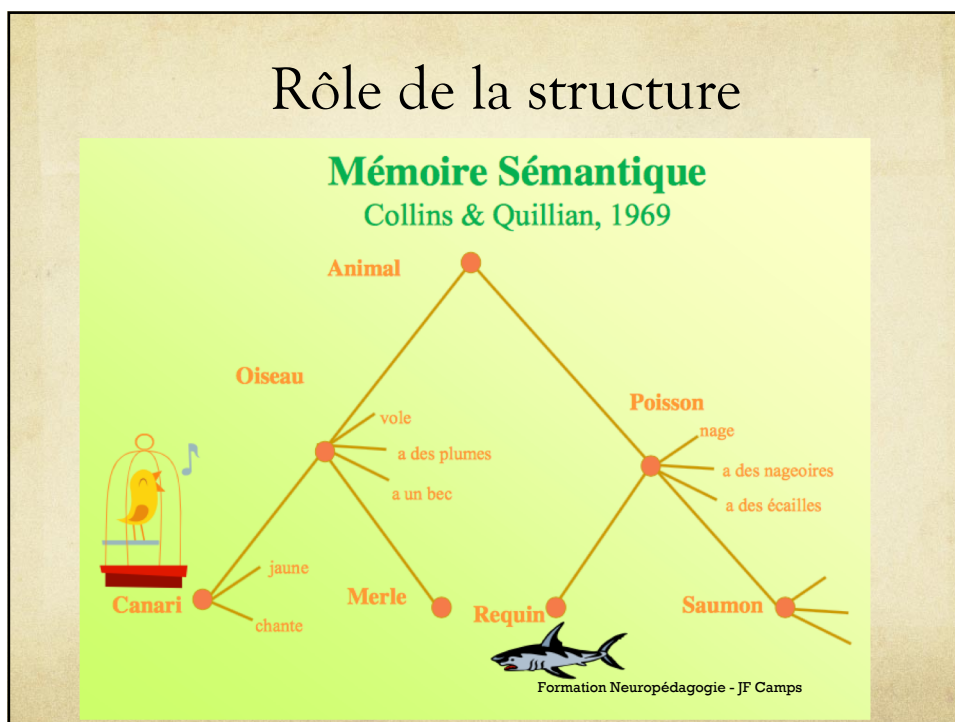 Rôle de la structure
Mémoire Sémantique
Collins & Quillian, 1969
Animal
Oiseau
vole
a des plumes
a un bec
Poisson
nage
a des nageoires
a des écailles
Canari
jaune
chante
Merle
Requin
Saumon
Formation Neuropédagogie - JF Camps